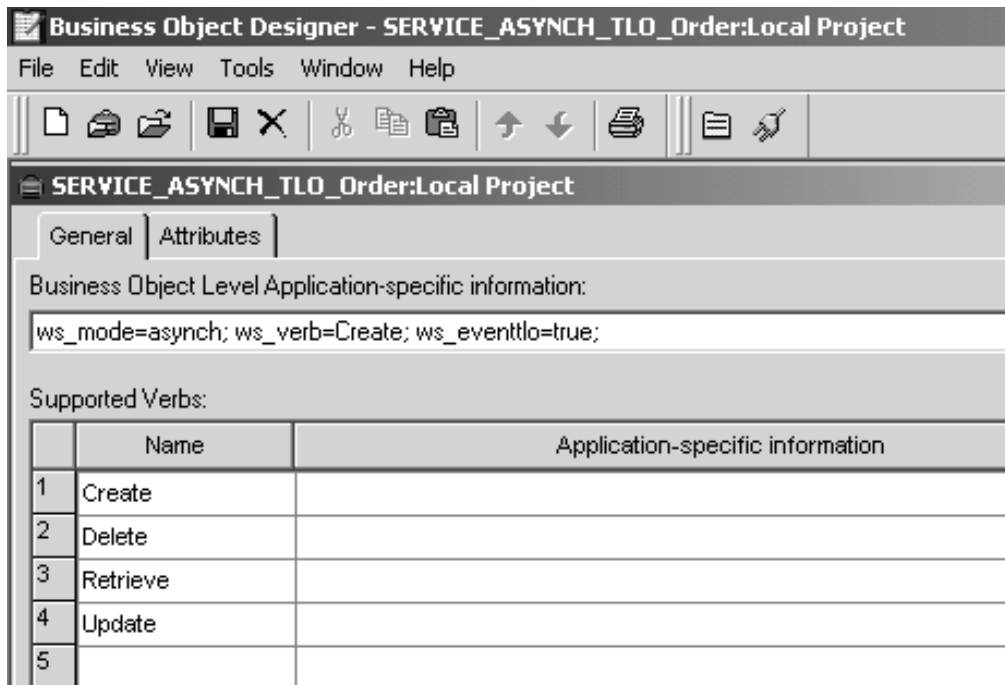 Business Object Designer - SERVICE_ASYNCH_TLO_Order:Local Project
File Edit View Tools Window Help
SERVICE_ASYNCH_TLO_Order:Local Project
General Attributes
Business Object Level Application-specific information:
ws_mode=asynch; ws_verb=Create; ws_eventtlo=true;
Supported Verbs:
Name Application-specific information
1 Create
2 Delete
3 Retrieve
4 Update
5